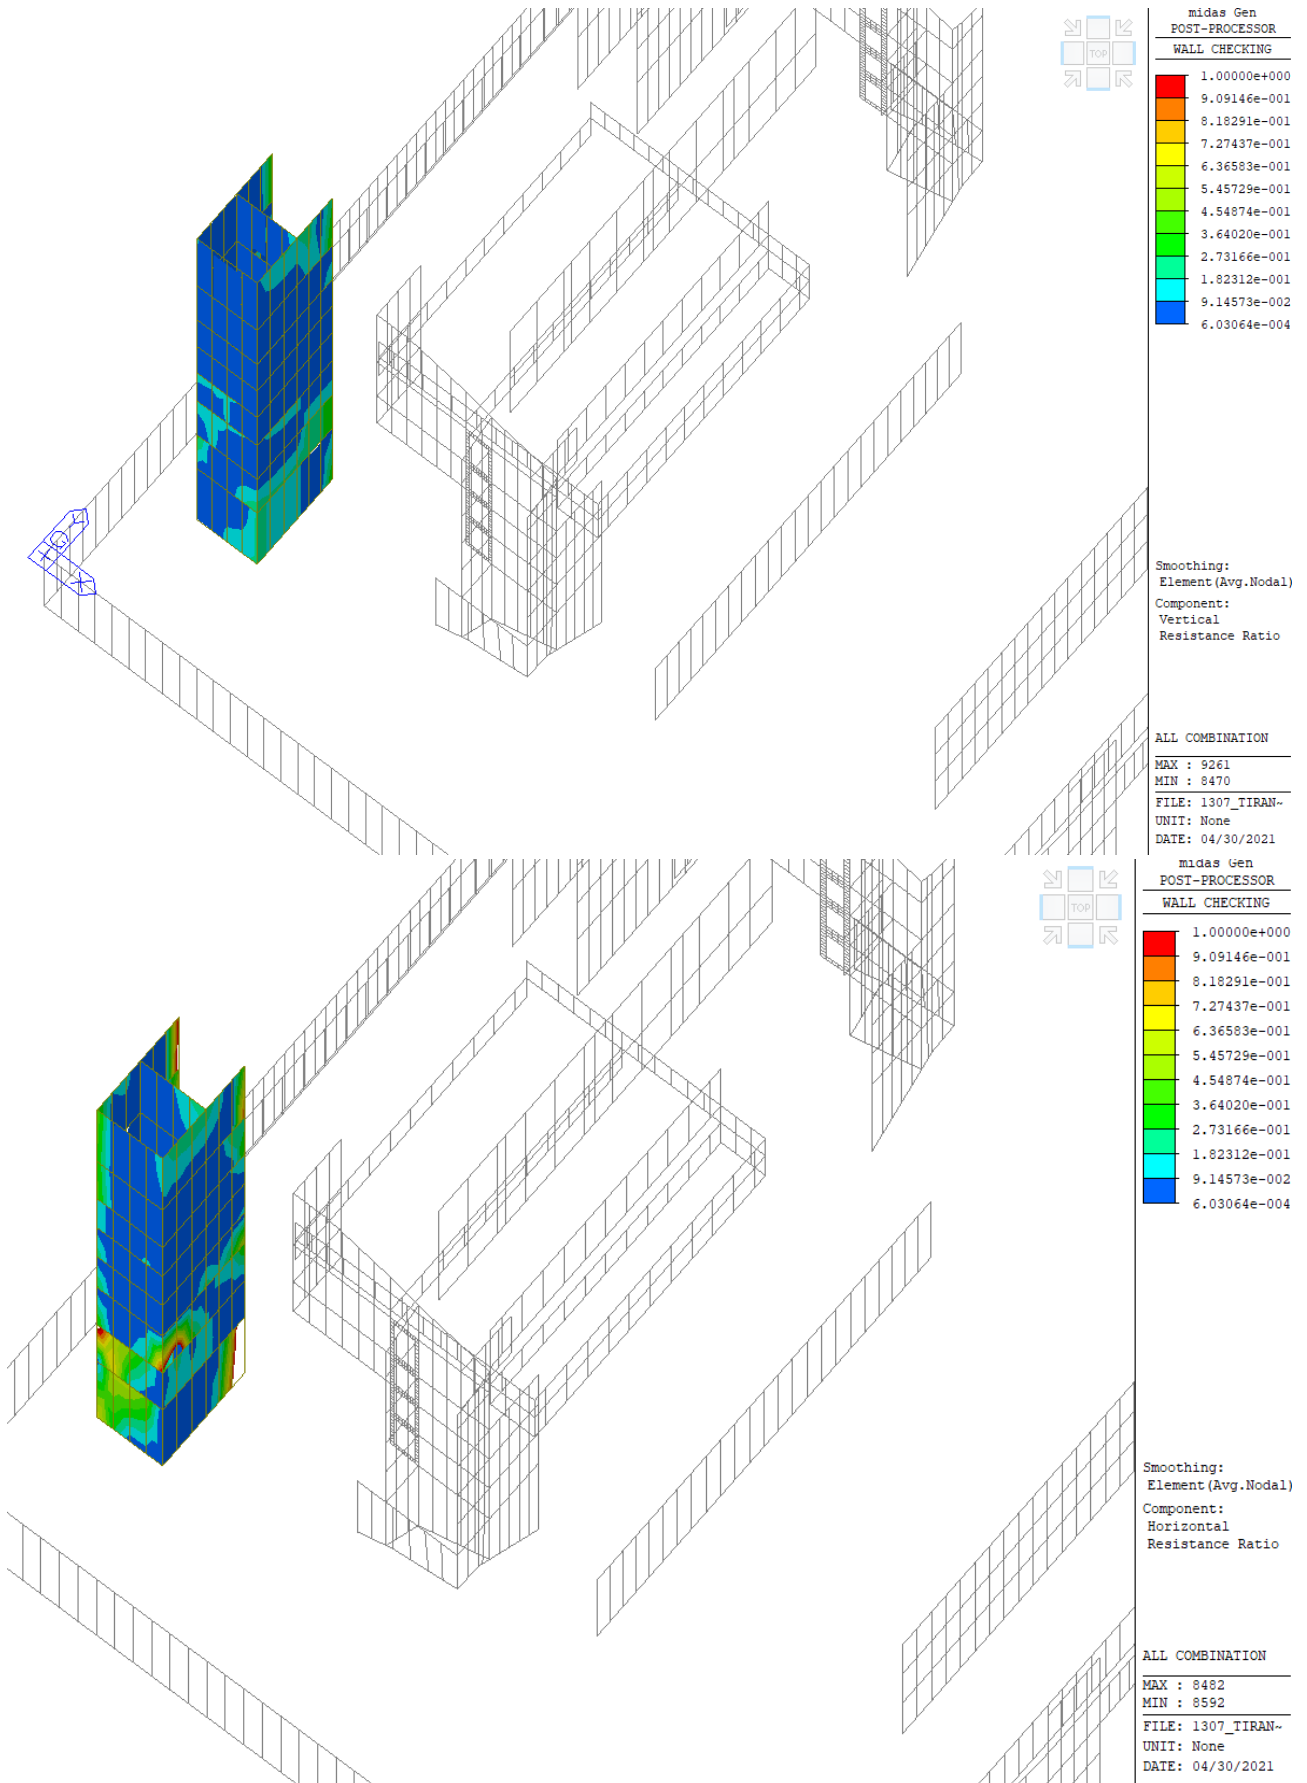 midas Gen
POST-PROCESSOR
WALL CHECKING
TOP
1.00000e+000
9.09146e-001
8.18291e-001
7.27437e-001
6.36583e-001
5.45729e-001
4.54874e-001
3.64020e-001
2.73166e-001
1.82312e-001
9.14573e-002
6.03064e-004
Smoothing:
Element(Avg.Nodal)
Component:
Vertical
Resistance Ratio
ALL COMBINATION
MAX : 9261
MIN : 8470
FILE: 1307_TIRAN~
UNIT: None
DATE: 04/30/2021
midas Gen
POST-PROCESSOR
WALL CHECKING
TOP
1.00000e+000
9.09146e-001
8.18291e-001
7.27437e-001
6.36583e-001
5.45729e-001
4.54874e-001
3.64020e-001
2.73166e-001
1.82312e-001
9.14573e-002
6.03064e-004
Smoothing:
Element(Avg.Nodal)
Component:
Horizontal
Resistance Ratio
ALL COMBINATION
MAX : 8482
MIN : 8592
FILE: 1307_TIRAN~
UNIT: None
DATE: 04/30/2021